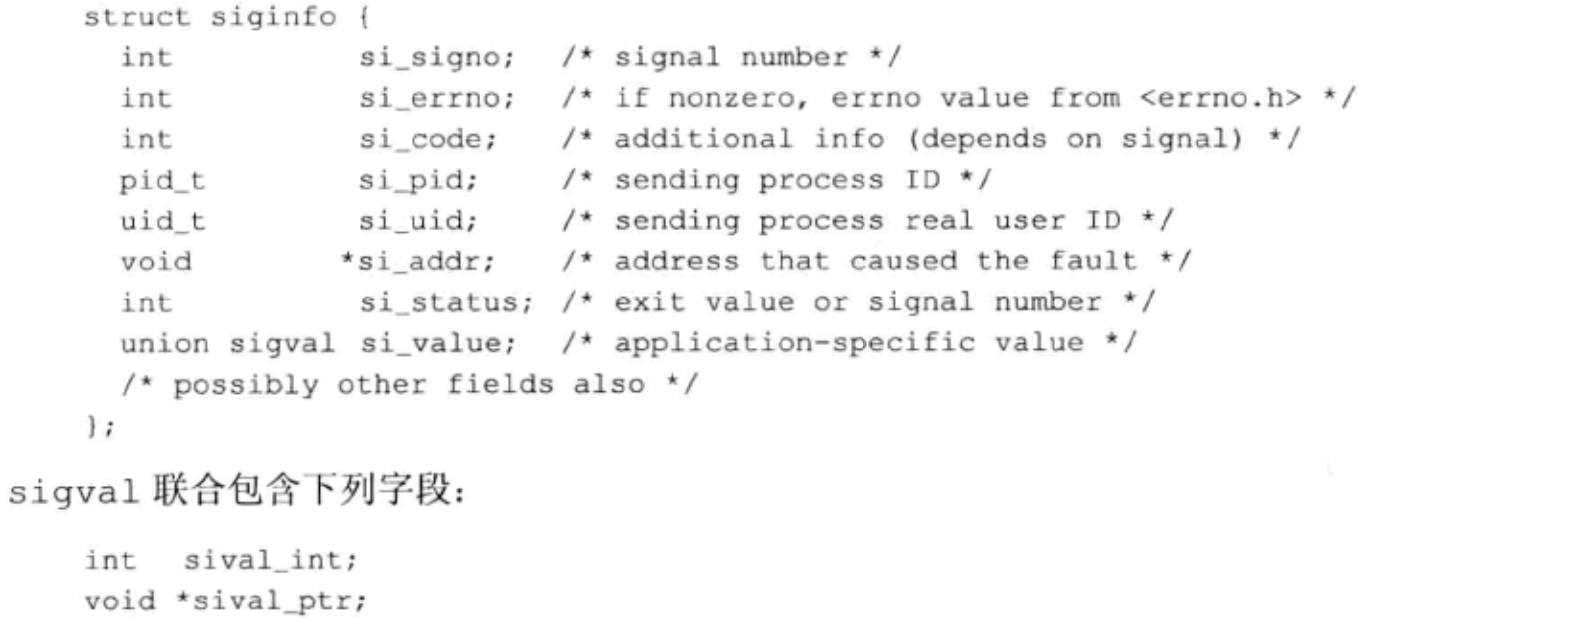 struct siginfo {
int si_signo; /* signal number */
int si_errno; /* if nonzero, errno value from <errno.h> */
int si_code; /* additional info (depends on signal) */
pid_t si_pid; /* sending process ID */
uid_t si_uid; /* sending process real user ID */
void *si_addr; /* address that caused the fault */
int si_status; /* exit value or signal number */
union sigval si_value; /* application-specific value */
/* possibly other fields also */
};
sigval 联合包含下列字段：
int sival_int;
void *sival_ptr;